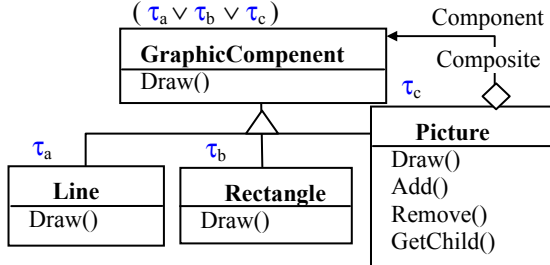 ( τa ∨ τb ∨ τc )
Component
GraphicCompenent
Draw()
Composite
τc
Picture
Draw()
Add()
Remove()
GetChild()
τa
Line
Draw()
τb
Rectangle
Draw()